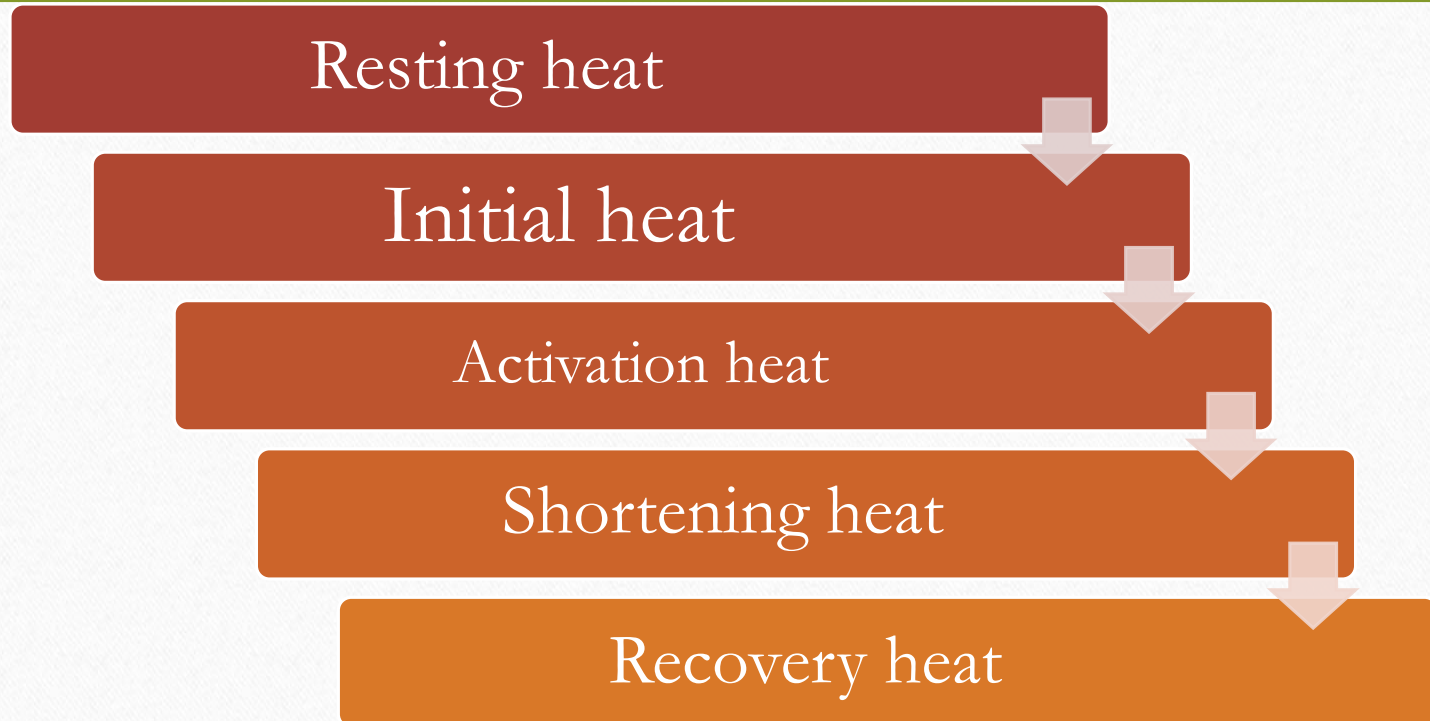 Resting heat
Initial heat
Activation heat
Shortening heat
Recovery heat